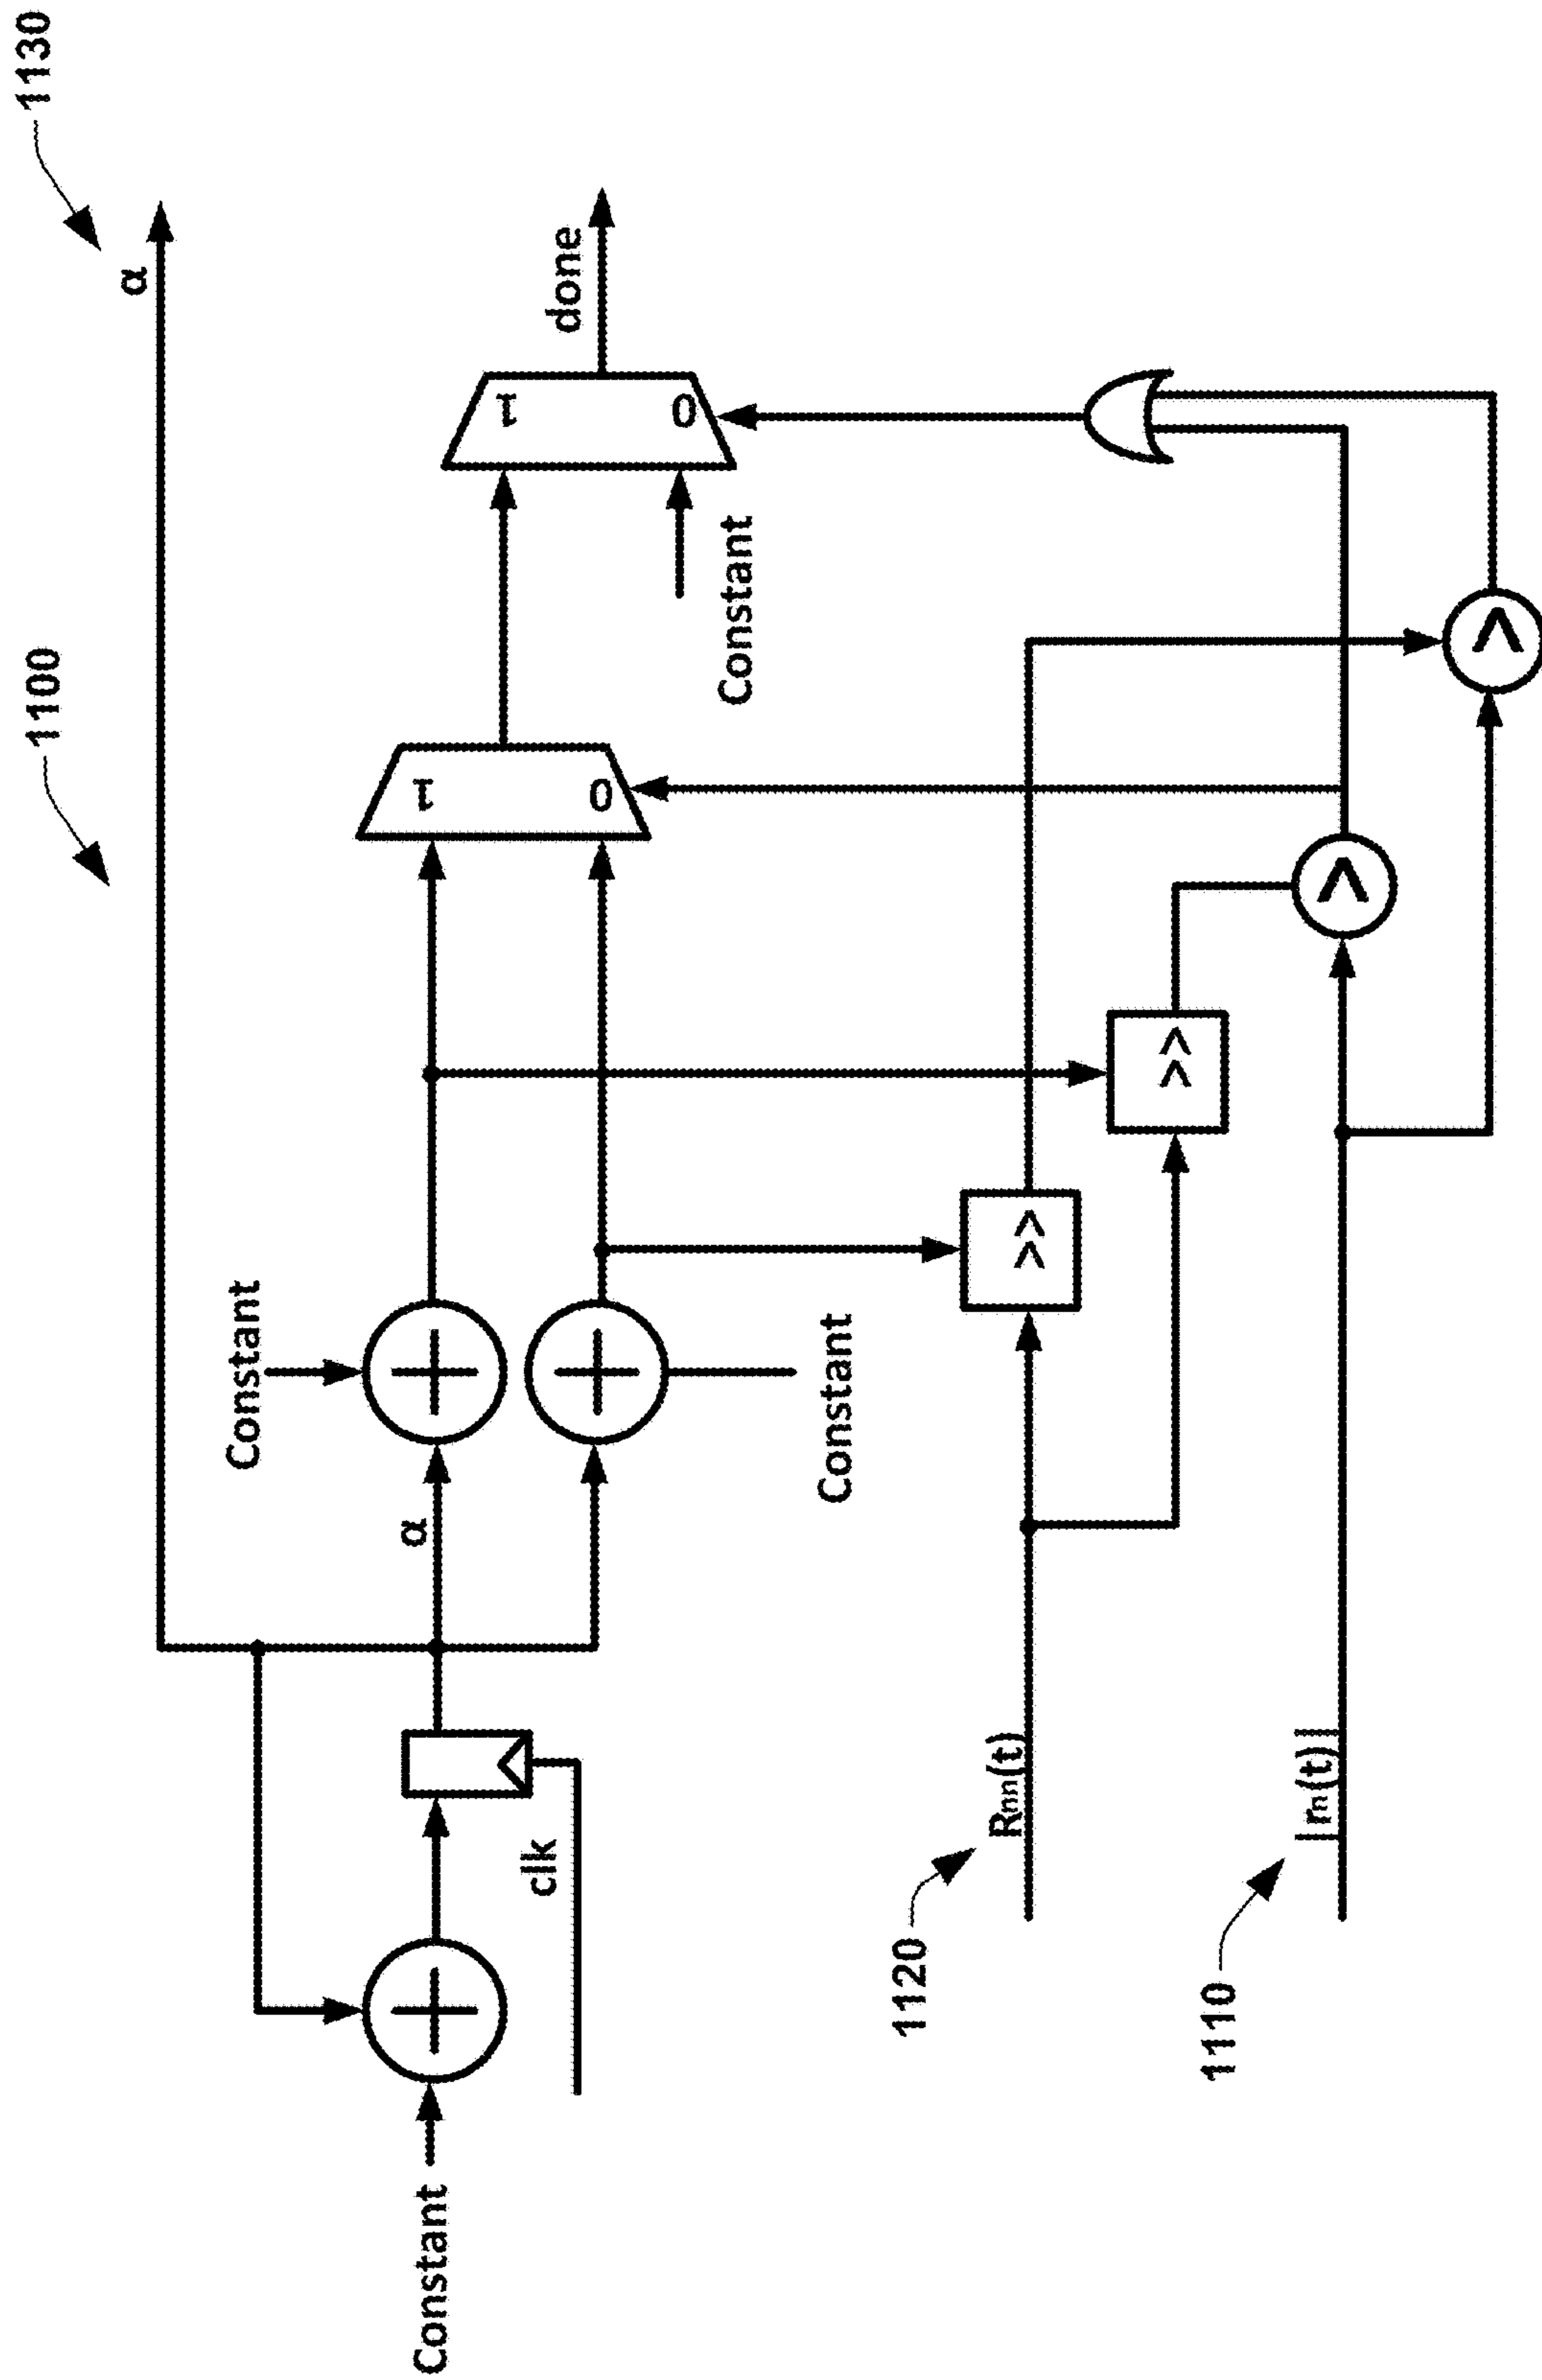 1100
1130
α
Constant
α
Constant
+
+
1
1
clk
done
+
0
0
Constant
Constant
1120
Rnn(t)
>>
>>
1110
|rn(t)|
>
>